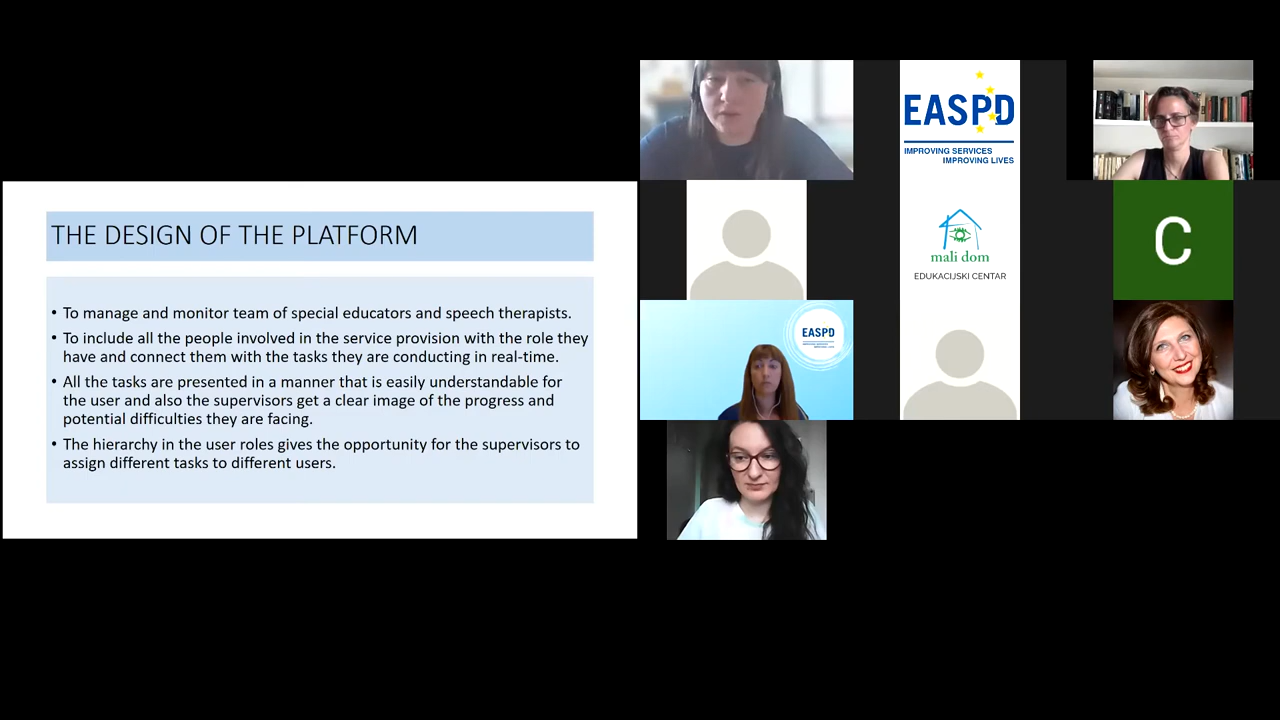 THE DESIGN OF THE PLATFORM
• To manage and monitor team of special educators and speech therapists.
• To include all the people involved in the service provision with the role they
have and connect them with the tasks they are conducting in real-time.
• All the tasks are presented in a manner that is easily understandable for
the user and also the supervisors get a clear image of the progress and
potential difficulties they are facing.
• The hierarchy in the user roles gives the opportunity for the supervisors to
assign different tasks to different users.
EASPD
IMPROVING SERVICES
IMPROVING LIVES
mali dom
EDUKACIJSKI CENTAR
C
EASPD